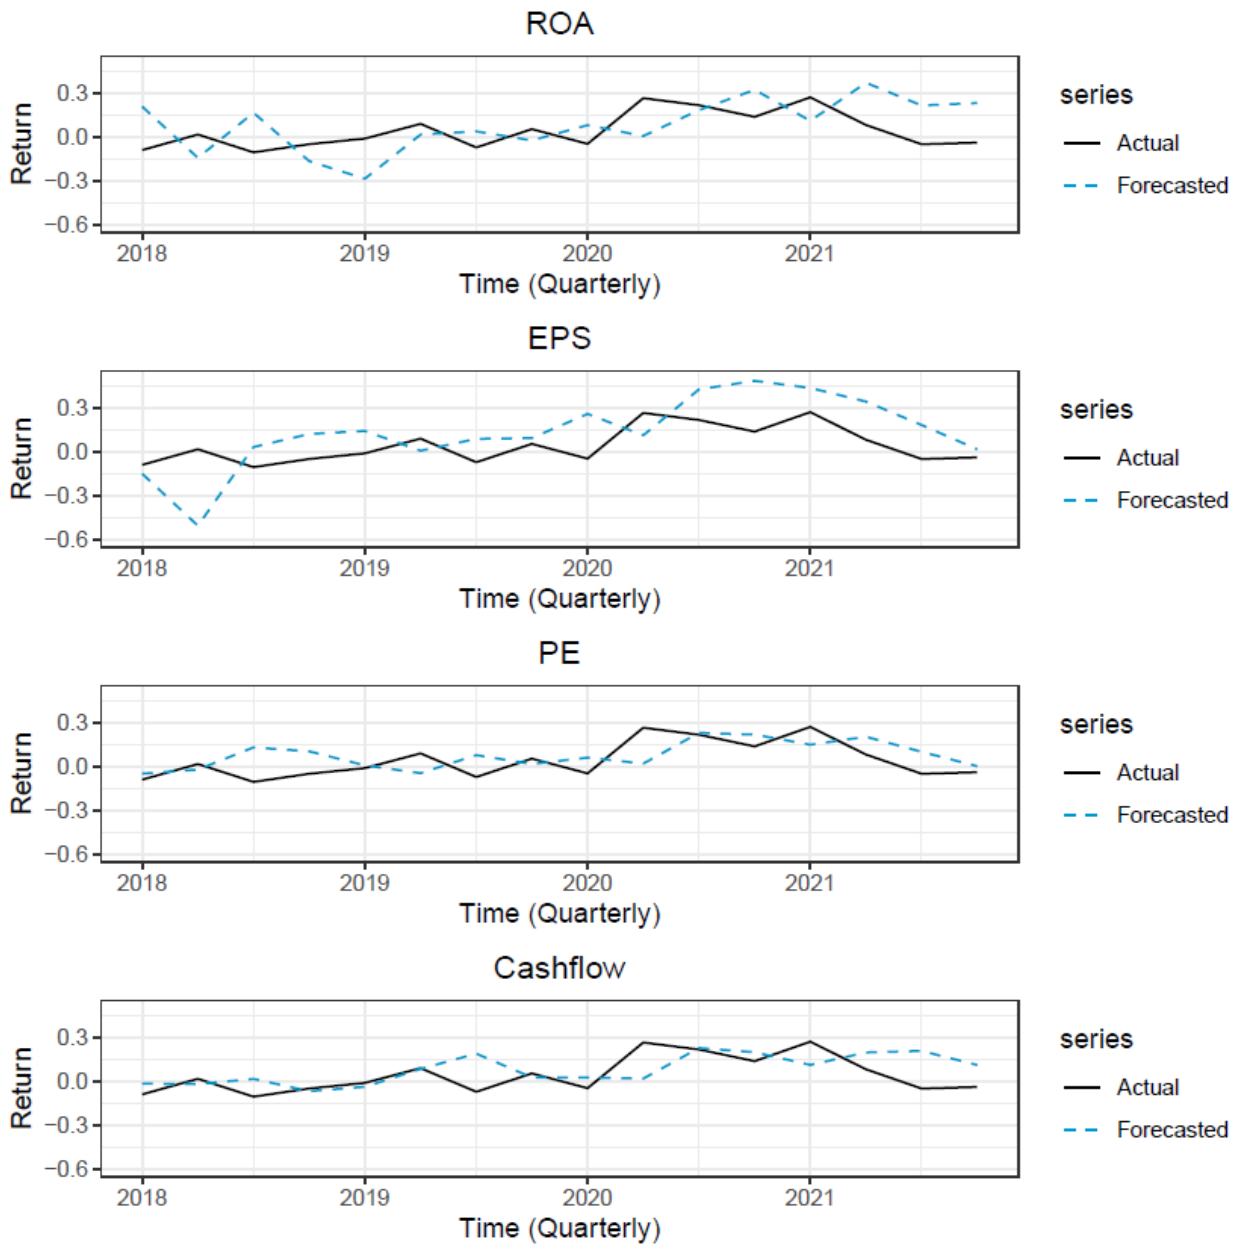 ROA
Return
0.3
0.0
−0.3
−0.6
2018 2019 2020 2021
Time (Quarterly)
series
Actual
Forecasted
EPS
Return
0.3
0.0
−0.3
−0.6
2018 2019 2020 2021
Time (Quarterly)
series
Actual
Forecasted
PE
Return
0.3
0.0
−0.3
−0.6
2018 2019 2020 2021
Time (Quarterly)
series
Actual
Forecasted
Cashflow
Return
0.3
0.0
−0.3
−0.6
2018 2019 2020 2021
Time (Quarterly)
series
Actual
Forecasted